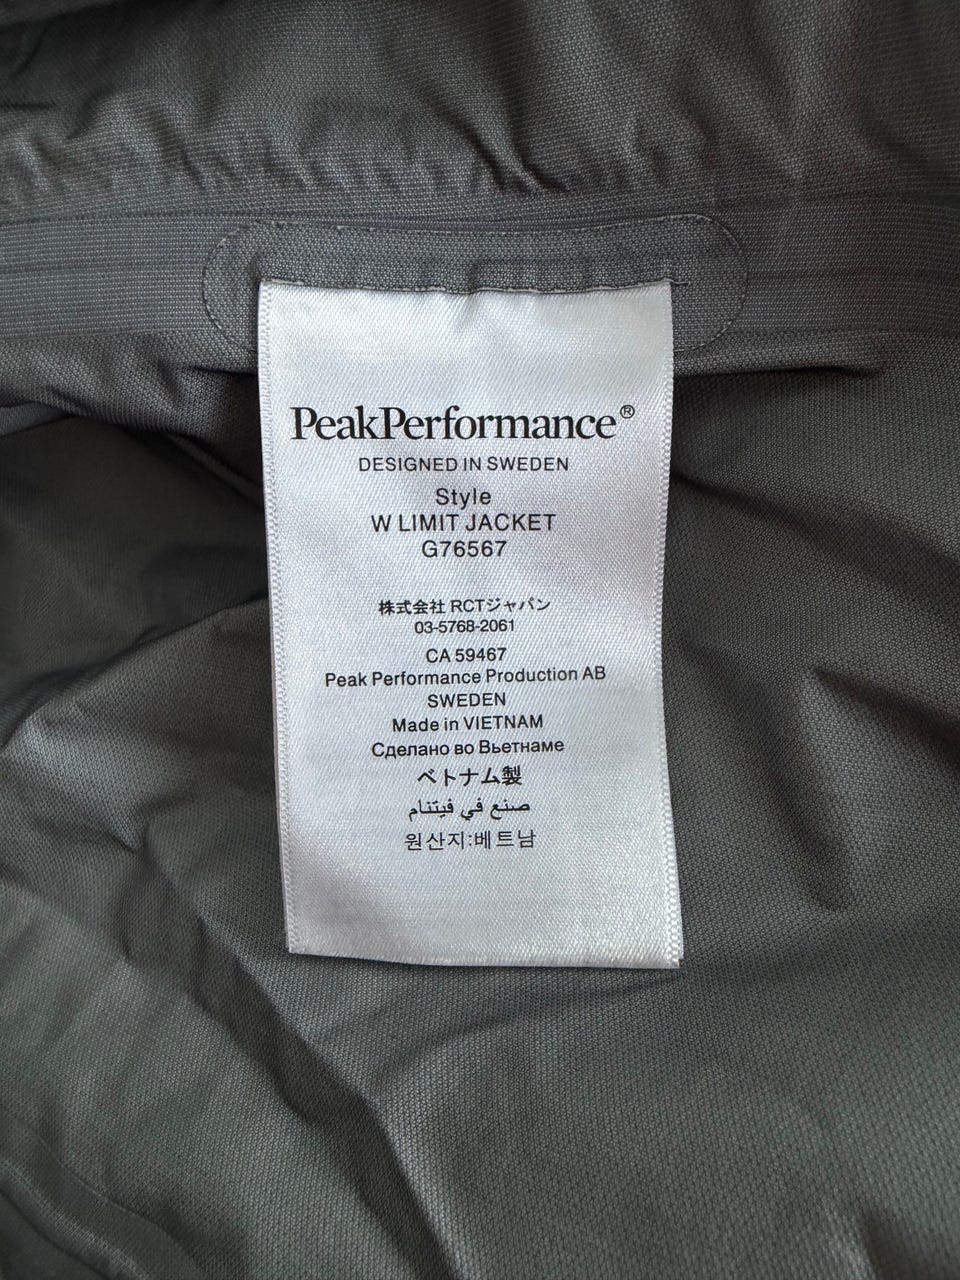 PeakPerformance®
DESIGNED IN SWEDEN
Style
W LIMIT JACKET
G76567
株式会社 RCTジャパン
03-5768-2061
CA 59467
Peak Performance Production AB
SWEDEN
Made in VIETNAM
Сделано во Вьетнаме
ベトナム製
صنع في فيتنام
원산지:베트남